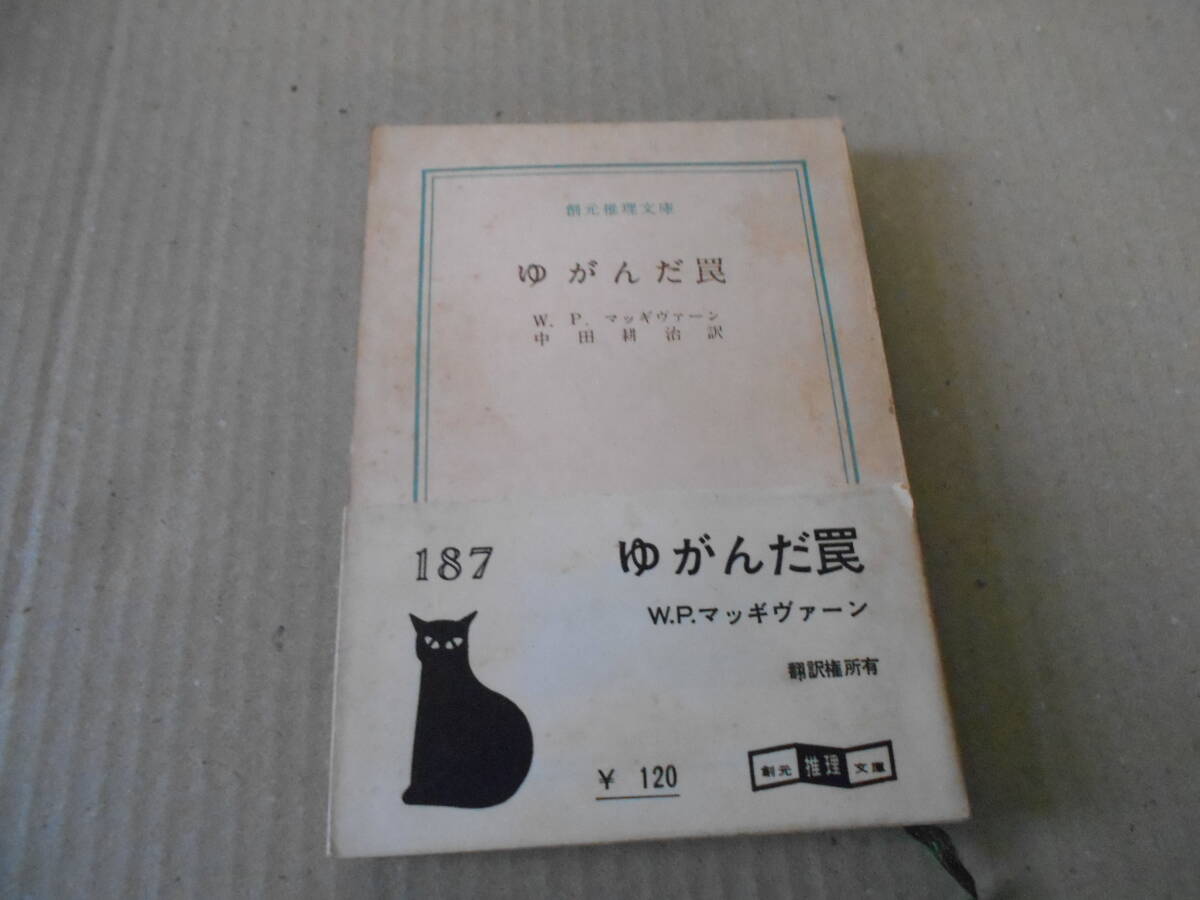 創元推理文庫
ゆがんだ罠
W. P. マッギヴァーン
中田耕治訳
187
ゆがんだ罠
W.P.マッギヴァーン
翻訳権所有
¥ 120
創元推理文庫